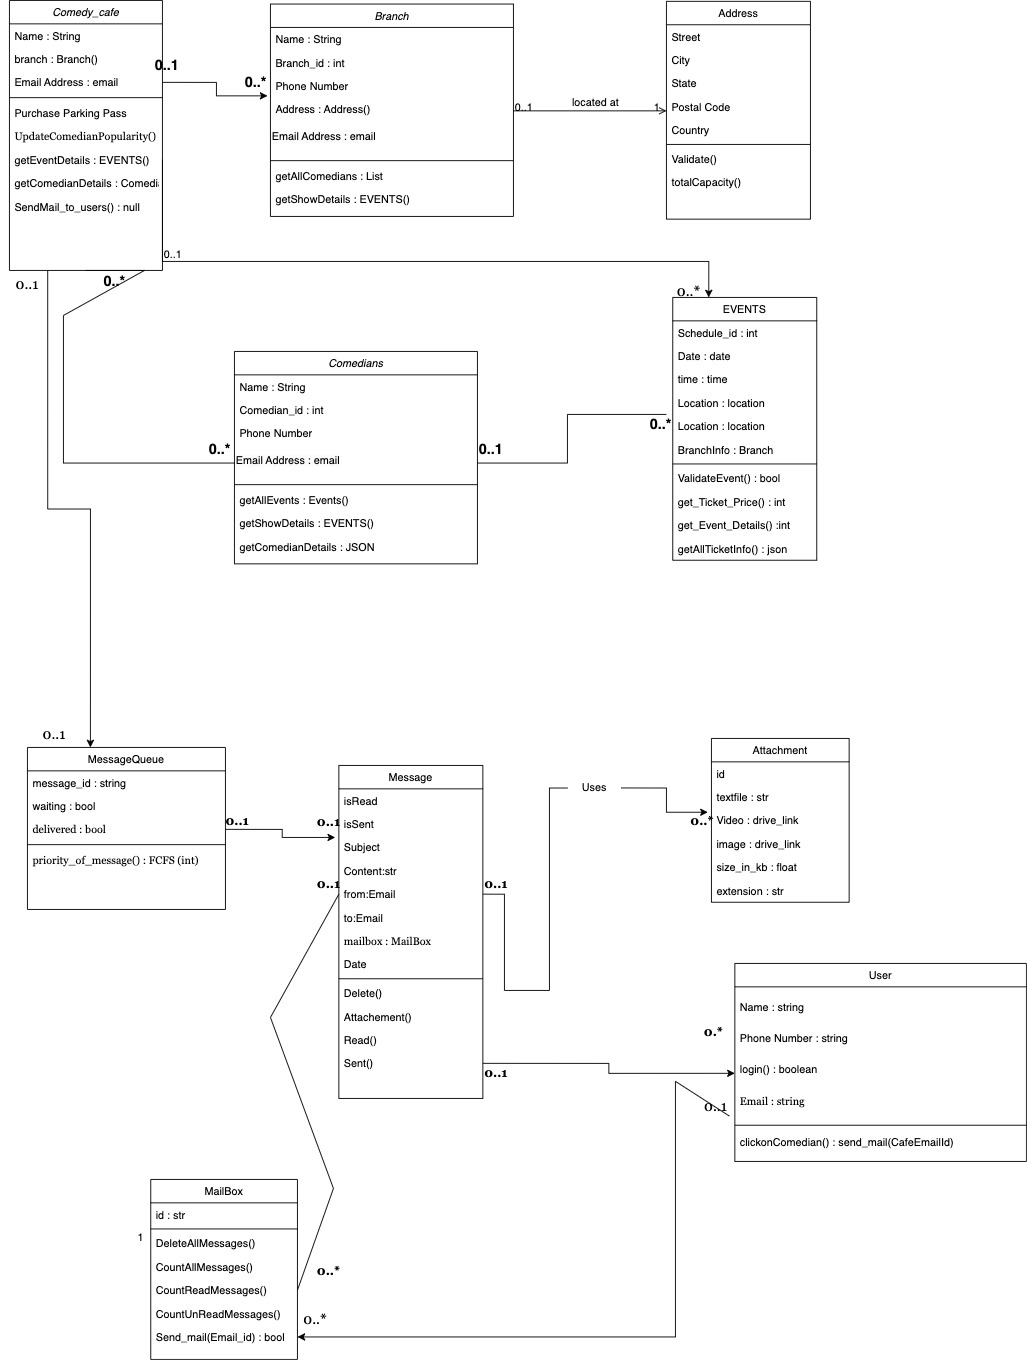 Comedy_cafe
Name : String
branch : Branch()
Email Address : email
Purchase Parking Pass
UpdateComedianPopularity()
getEventDetails : EVENTS()
getComedianDetails : Comedi
SendMail_to_users() : null
0..1
0..*
Branch
Name : String
Branch_id : int
Phone Number
Address : Address()
Email Address : email
getAllComedians : List
getShowDetails : EVENTS()
0..1
located at
1
Address
Street
City
State
Postal Code
Country
Validate()
totalCapacity()
0..1
0..*
0..1
0..*
EVENTS
Schedule_id : int
Date : date
time : time
Location : location
Location : location
BranchInfo : Branch
ValidateEvent() : bool
get_Ticket_Price() : int
get_Event_Details() :int
getAllTicketInfo() : json
Comedians
Name : String
Comedian_id : int
Phone Number
Email Address : email
getAllEvents : Events()
getShowDetails : EVENTS()
getComedianDetails : JSON
0..*
0..1
0..*
0..1
MessageQueue
message_id : string
waiting : bool
delivered : bool
priority_of_message() : FCFS (int)
0..1
0..1
Message
isRead
isSent
Subject
Content:str
from:Email
to:Email
mailbox : MailBox
Date
Delete()
Attachement()
Read()
Sent()
0..1
0..1
0..1
Uses
0..*
Attachment
id
textfile : str
Video : drive_link
image : drive_link
size_in_kb : float
extension : str
User
Name : string
Phone Number : string
login() : boolean
Email : string
clickonComedian() : send_mail(CafeEmailId)
0.*
0..1
MailBox
id : str
DeleteAllMessages()
CountAllMessages()
CountReadMessages()
CountUnReadMessages()
Send_mail(Email_id) : bool
1
0..*
0..*